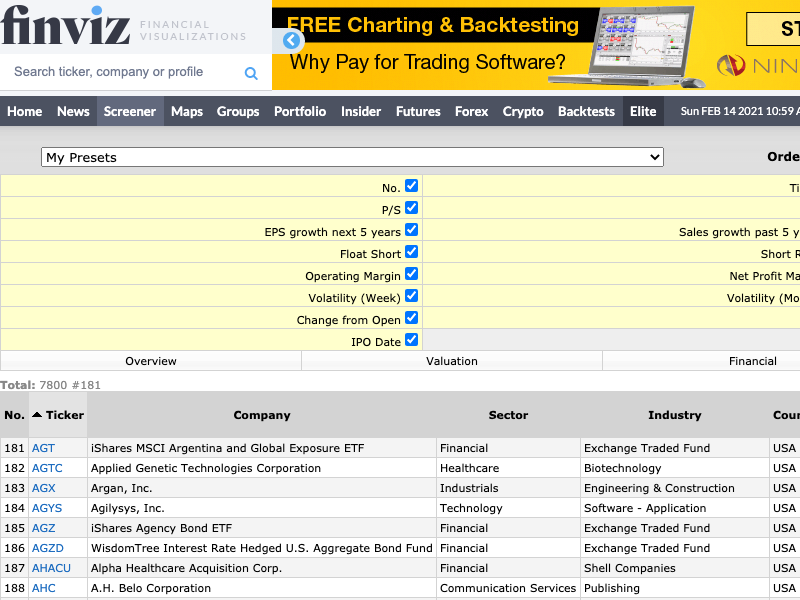 finviz FINANCIAL VISUALIZATIONS
FREE Charting & Backtesting
Why Pay for Trading Software?
Search ticker, company or profile
Home News Screener Maps Groups Portfolio Insider Futures Forex Crypto Backtests Elite Sun FEB 14 2021 10:59 A
My Presets
No.
P/S
EPS growth next 5 years Sales growth past 5 y
Float Short Short R
Operating Margin Net Profit Ma
Volatility (Week) Volatility (Mo
Change from Open
IPO Date
Overview Valuation Financial
Total: 7800 #181
No. Ticker Company Sector Industry Coun
181 AGT iShares MSCI Argentina and Global Exposure ETF Financial Exchange Traded Fund USA
182 AGTC Applied Genetic Technologies Corporation Healthcare Biotechnology USA
183 AGX Argan, Inc. Industrials Engineering & Construction USA
184 AGYS Agilysys, Inc. Technology Software - Application USA
185 AGZ iShares Agency Bond ETF Financial Exchange Traded Fund USA
186 AGZD WisdomTree Interest Rate Hedged U.S. Aggregate Bond Fund Financial Exchange Traded Fund USA
187 AHACU Alpha Healthcare Acquisition Corp. Financial Shell Companies USA
188 AHC A.H. Belo Corporation Communication Services Publishing USA